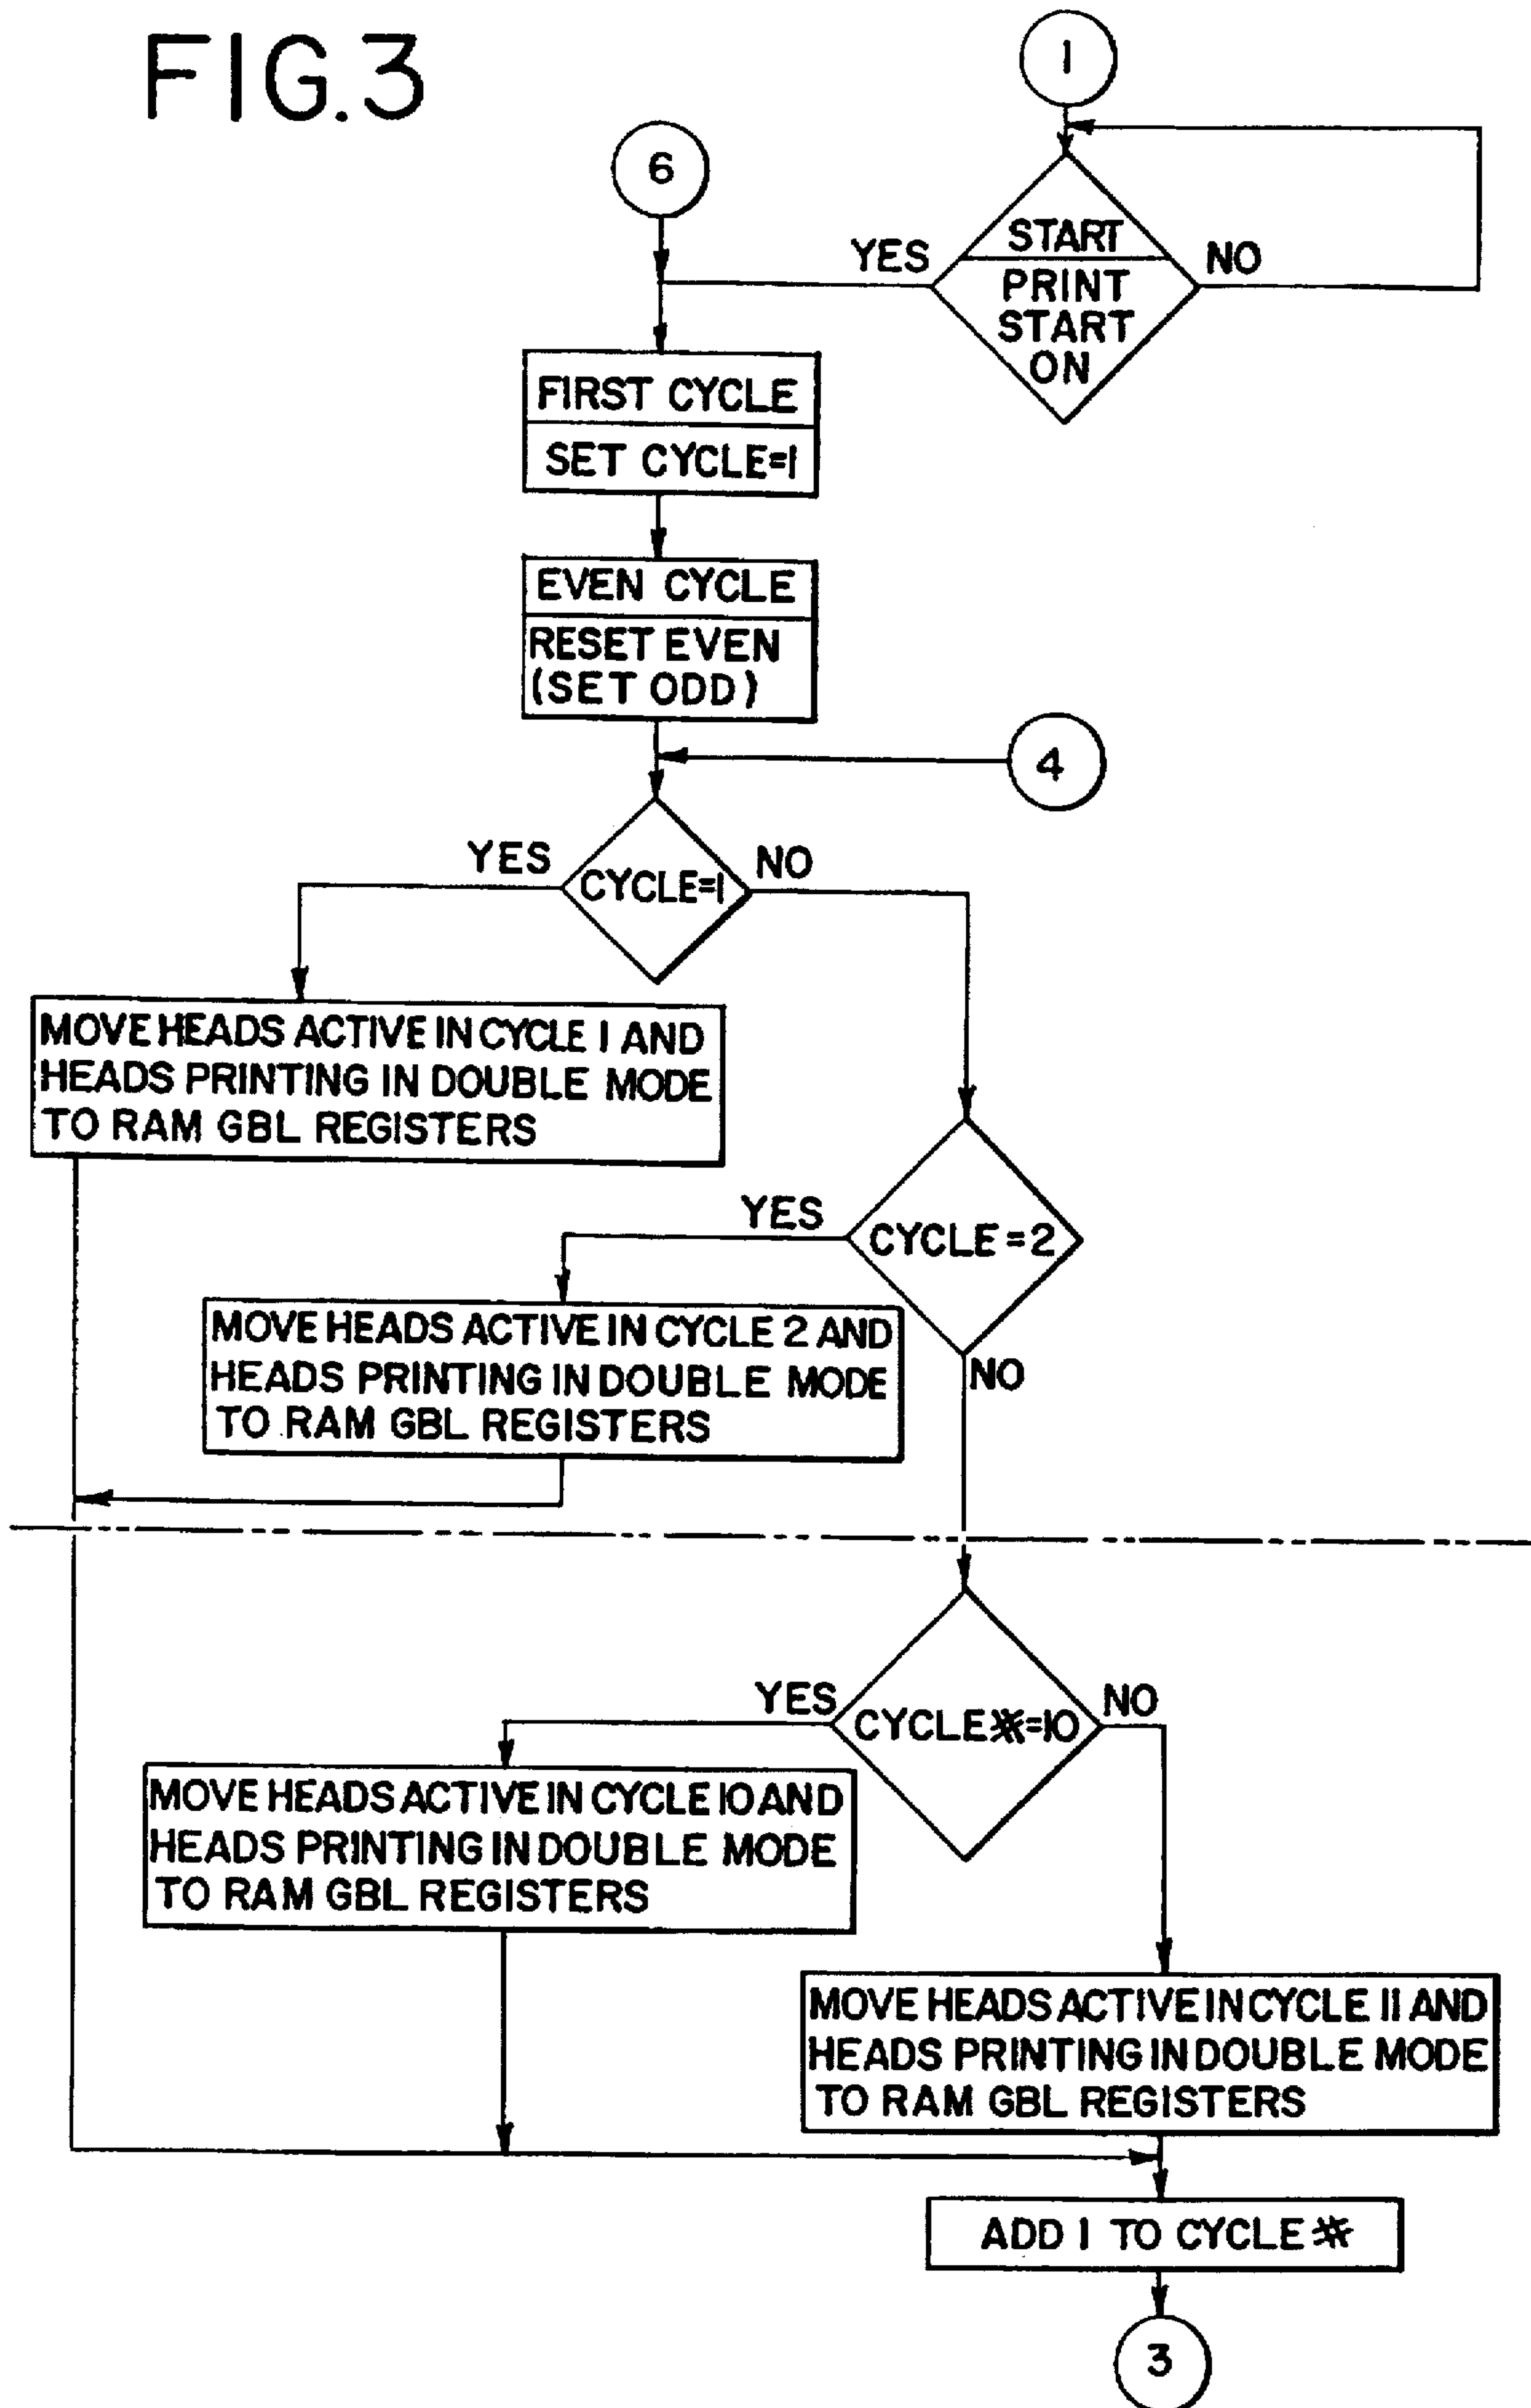 FIG.3
1
6
YES
START
NO
PRINT
START
ON
FIRST CYCLE
SET CYCLE=1
EVEN CYCLE
RESET EVEN
(SET ODD)
4
YES
CYCLE=1
NO
MOVE HEADS ACTIVE IN CYCLE 1 AND
HEADS PRINTING IN DOUBLE MODE
TO RAM GBL REGISTERS
YES
CYCLE=2
NO
MOVE HEADS ACTIVE IN CYCLE 2 AND
HEADS PRINTING IN DOUBLE MODE
TO RAM GBL REGISTERS
YES
CYCLE#=10
NO
MOVE HEADS ACTIVE IN CYCLE 10 AND
HEADS PRINTING IN DOUBLE MODE
TO RAM GBL REGISTERS
MOVE HEADS ACTIVE IN CYCLE 11 AND
HEADS PRINTING IN DOUBLE MODE
TO RAM GBL REGISTERS
ADD 1 TO CYCLE #
3